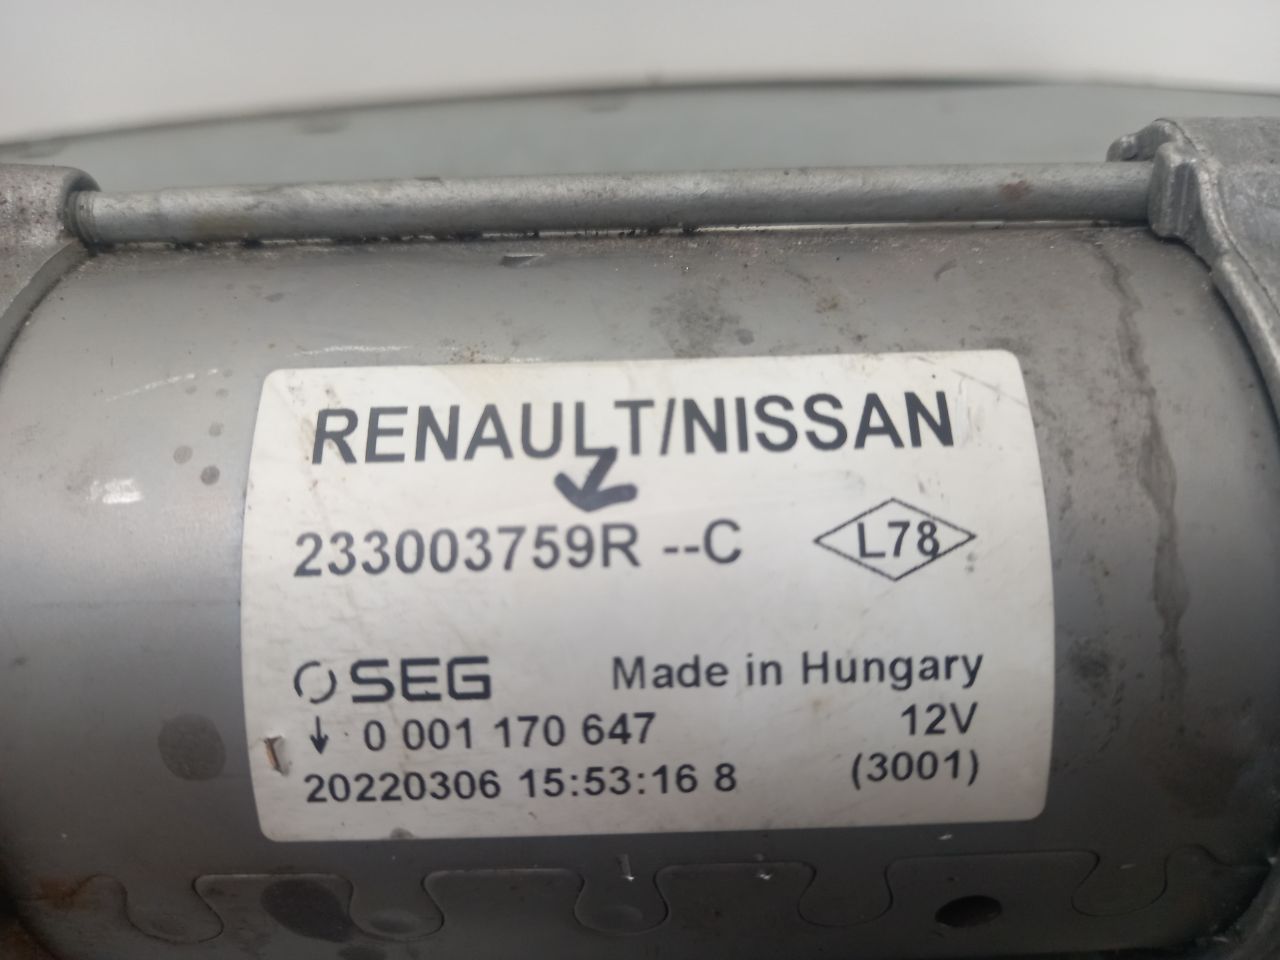 RENAULT/NISSAN
233003759R --C L78
SEG Made in Hungary
↓ 0 001 170 647 12V
20220306 15:53:16 8 (3001)